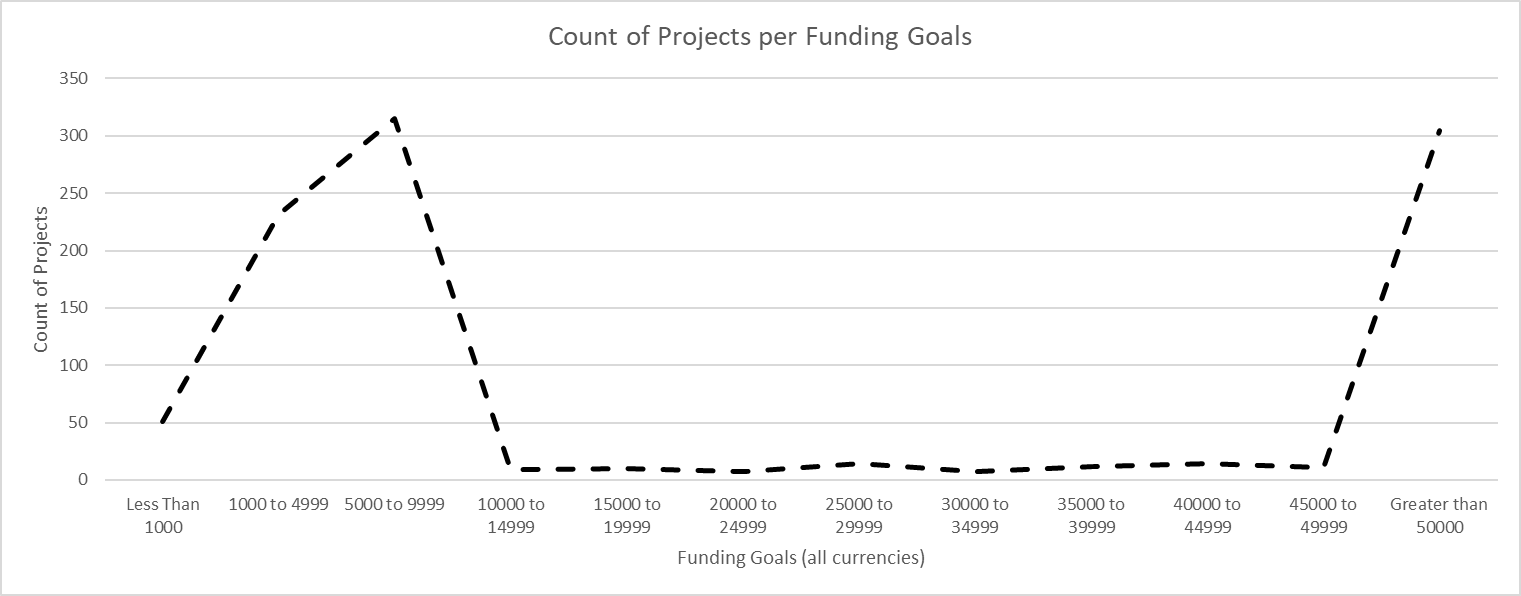 Count of Projects per Funding Goals
350
300
250
200
150
100
50
0
Count of Projects
Less Than
1000
1000 to 4999
5000 to 9999
10000 to
14999
15000 to
19999
20000 to
24999
25000 to
29999
30000 to
34999
35000 to
39999
40000 to
44999
45000 to
49999
Greater than
50000
Funding Goals (all currencies)